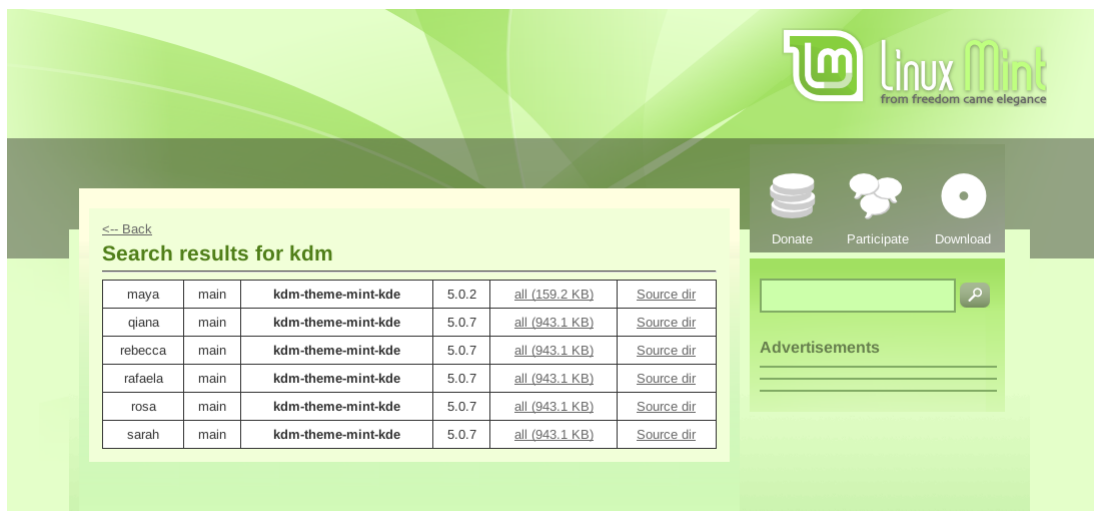 Linux Mint
from freedom came elegance
Donate Participate Download
<-- Back
Search results for kdm
maya main kdm-theme-mint-kde 5.0.2 all (159.2 KB) Source dir
qiana main kdm-theme-mint-kde 5.0.7 all (943.1 KB) Source dir
rebecca main kdm-theme-mint-kde 5.0.7 all (943.1 KB) Source dir
rafaela main kdm-theme-mint-kde 5.0.7 all (943.1 KB) Source dir
rosa main kdm-theme-mint-kde 5.0.7 all (943.1 KB) Source dir
sarah main kdm-theme-mint-kde 5.0.7 all (943.1 KB) Source dir
Advertisements